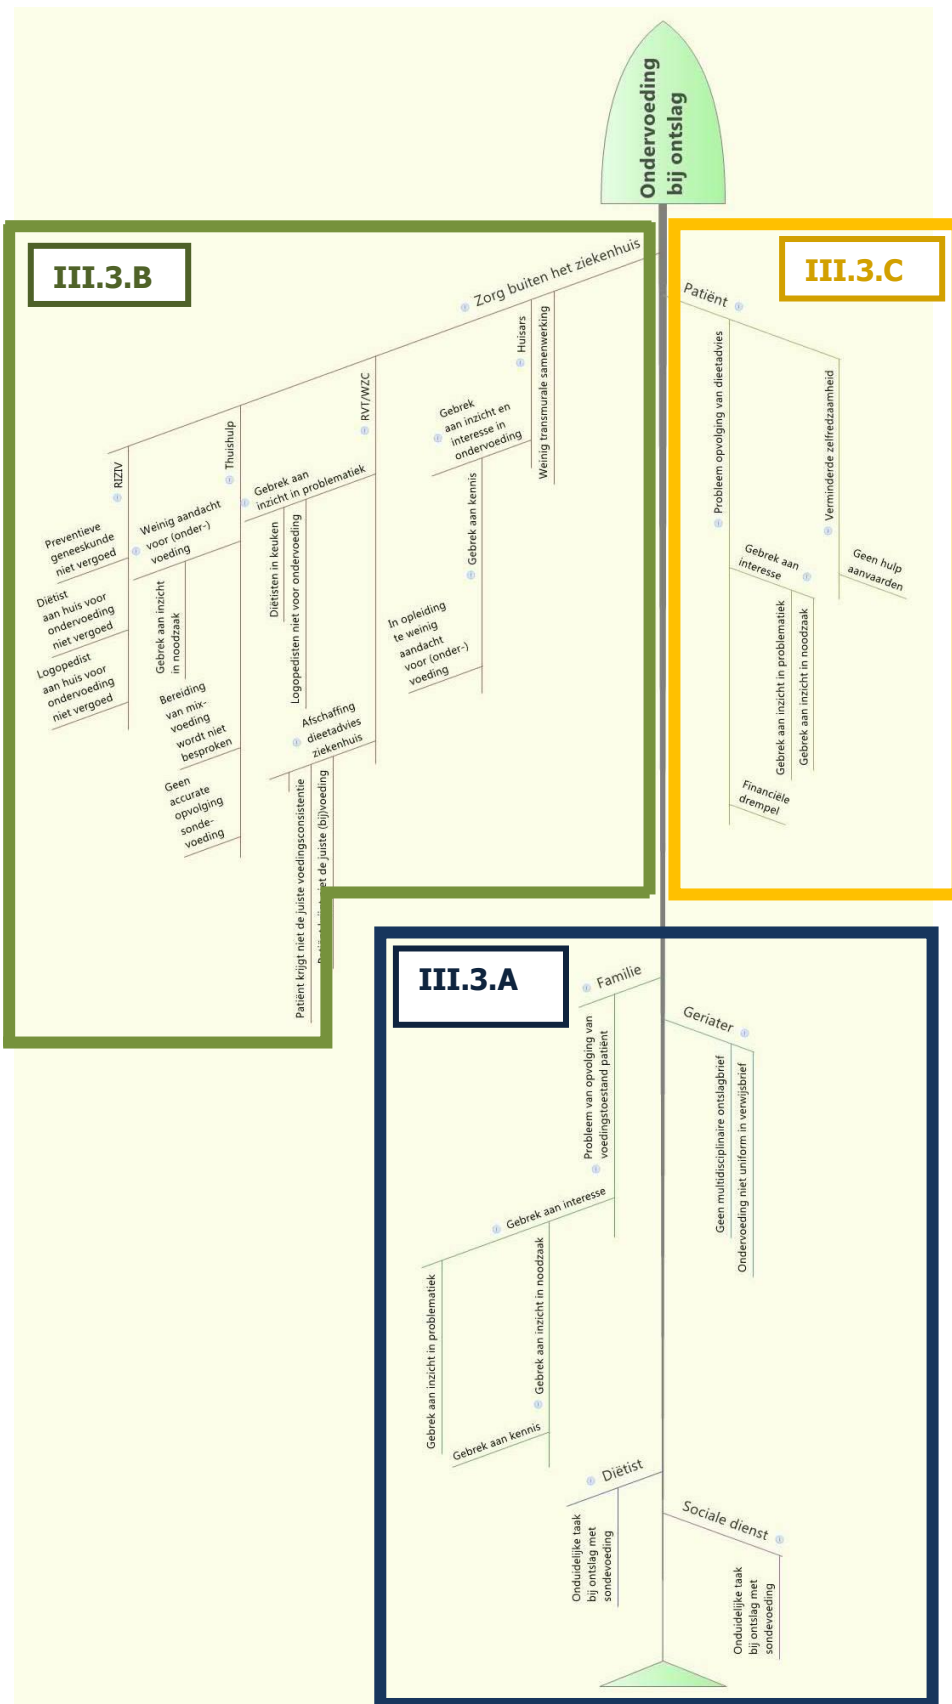 Ondervoeding
bij ontslag
III.3.B
Zorg buiten het ziekenhuis
RIZIV
Preventieve
geneeskunde
niet vergoed
Diëtist
aan huis voor
ondervoeding
niet vergoed
Logopedist
aan huis voor
ondervoeding
niet vergoed
Thuishulp
Weinig aandacht
voor (onder-)
voeding
Gebrek aan inzicht
in noodzaak
Bereiding
van mix-
voeding
wordt niet
besproken
Geen
accurate
opvolging
sonde-
voeding
RVT/WZC
Gebrek aan
inzicht in problematiek
Diëtisten in keuken
Logopedisten niet voor ondervoeding
Afschaffing
dieetadvies
ziekenhuis
Patiënt krijgt niet de juiste voedingsconsistentie
de juiste (bij)voeding
Huisars
Gebrek
aan inzicht en
interesse in
ondervoeding
Gebrek aan kennis
In opleiding
te weinig
aandacht
voor (onder-)
voeding
Weinig transmurale samenwerking
III.3.C
Patiënt
Probleem opvolging van dieetadvies
Gebrek aan
interesse
Gebrek aan inzicht in problematiek
Gebrek aan inzicht in noodzaak
Financiële
drempel
Verminderde zelfredzaamheid
Geen hulp
aanvaarden
III.3.A
Familie
Probleem van opvolging van
voedingstoestand patiënt
Gebrek aan interesse
Gebrek aan inzicht in problematiek
Gebrek aan inzicht in noodzaak
Gebrek aan kennis
Geriater
Geen multidisciplinaire ontslagbrief
Ondervoeding niet uniform in verwijsbrief
Diëtist
Onduidelijke taak
bij ontslag met
sondevoeding
Sociale dienst
Onduidelijke taak
bij ontslag met
sondevoeding